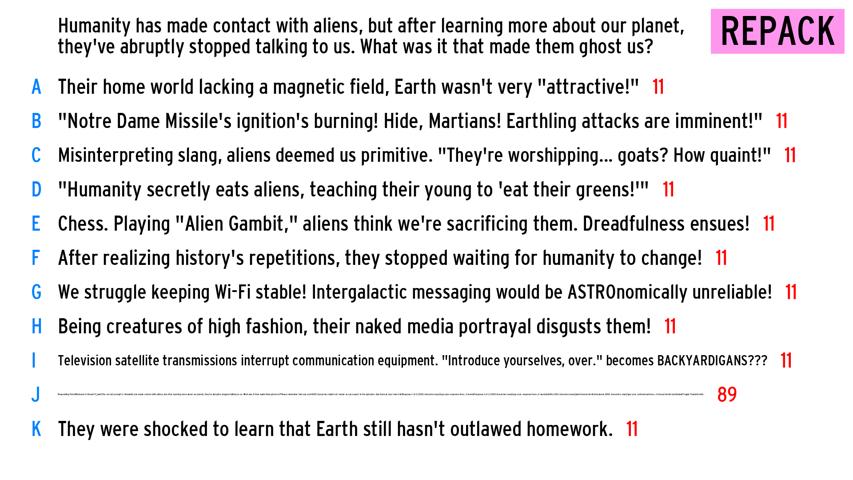 Humanity has made contact with aliens, but after learning more about our planet,
they've abruptly stopped talking to us. What was it that made them ghost us?
REPACK
A Their home world lacking a magnetic field, Earth wasn't very "attractive!" 11
B "Notre Dame Missile's ignition's burning! Hide, Martians! Earthling attacks are imminent!" 11
C Misinterpreting slang, aliens deemed us primitive. "They're worshipping... goats? How quaint!" 11
D "Humanity secretly eats aliens, teaching their young to 'eat their greens!'" 11
E Chess. Playing "Alien Gambit," aliens think we're sacrificing them. Dreadfulness ensues! 11
F After realizing history's repetitions, they stopped waiting for humanity to change! 11
G We struggle keeping Wi-Fi stable! Intergalactic messaging would be ASTROnomically unreliable! 11
H Being creatures of high fashion, their naked media portrayal disgusts them! 11
I Television satellite transmissions interrupt communication equipment. "Introduce yourselves, over." becomes BACKYARDIGANS??? 11
J 89
K They were shocked to learn that Earth still hasn't outlawed homework. 11